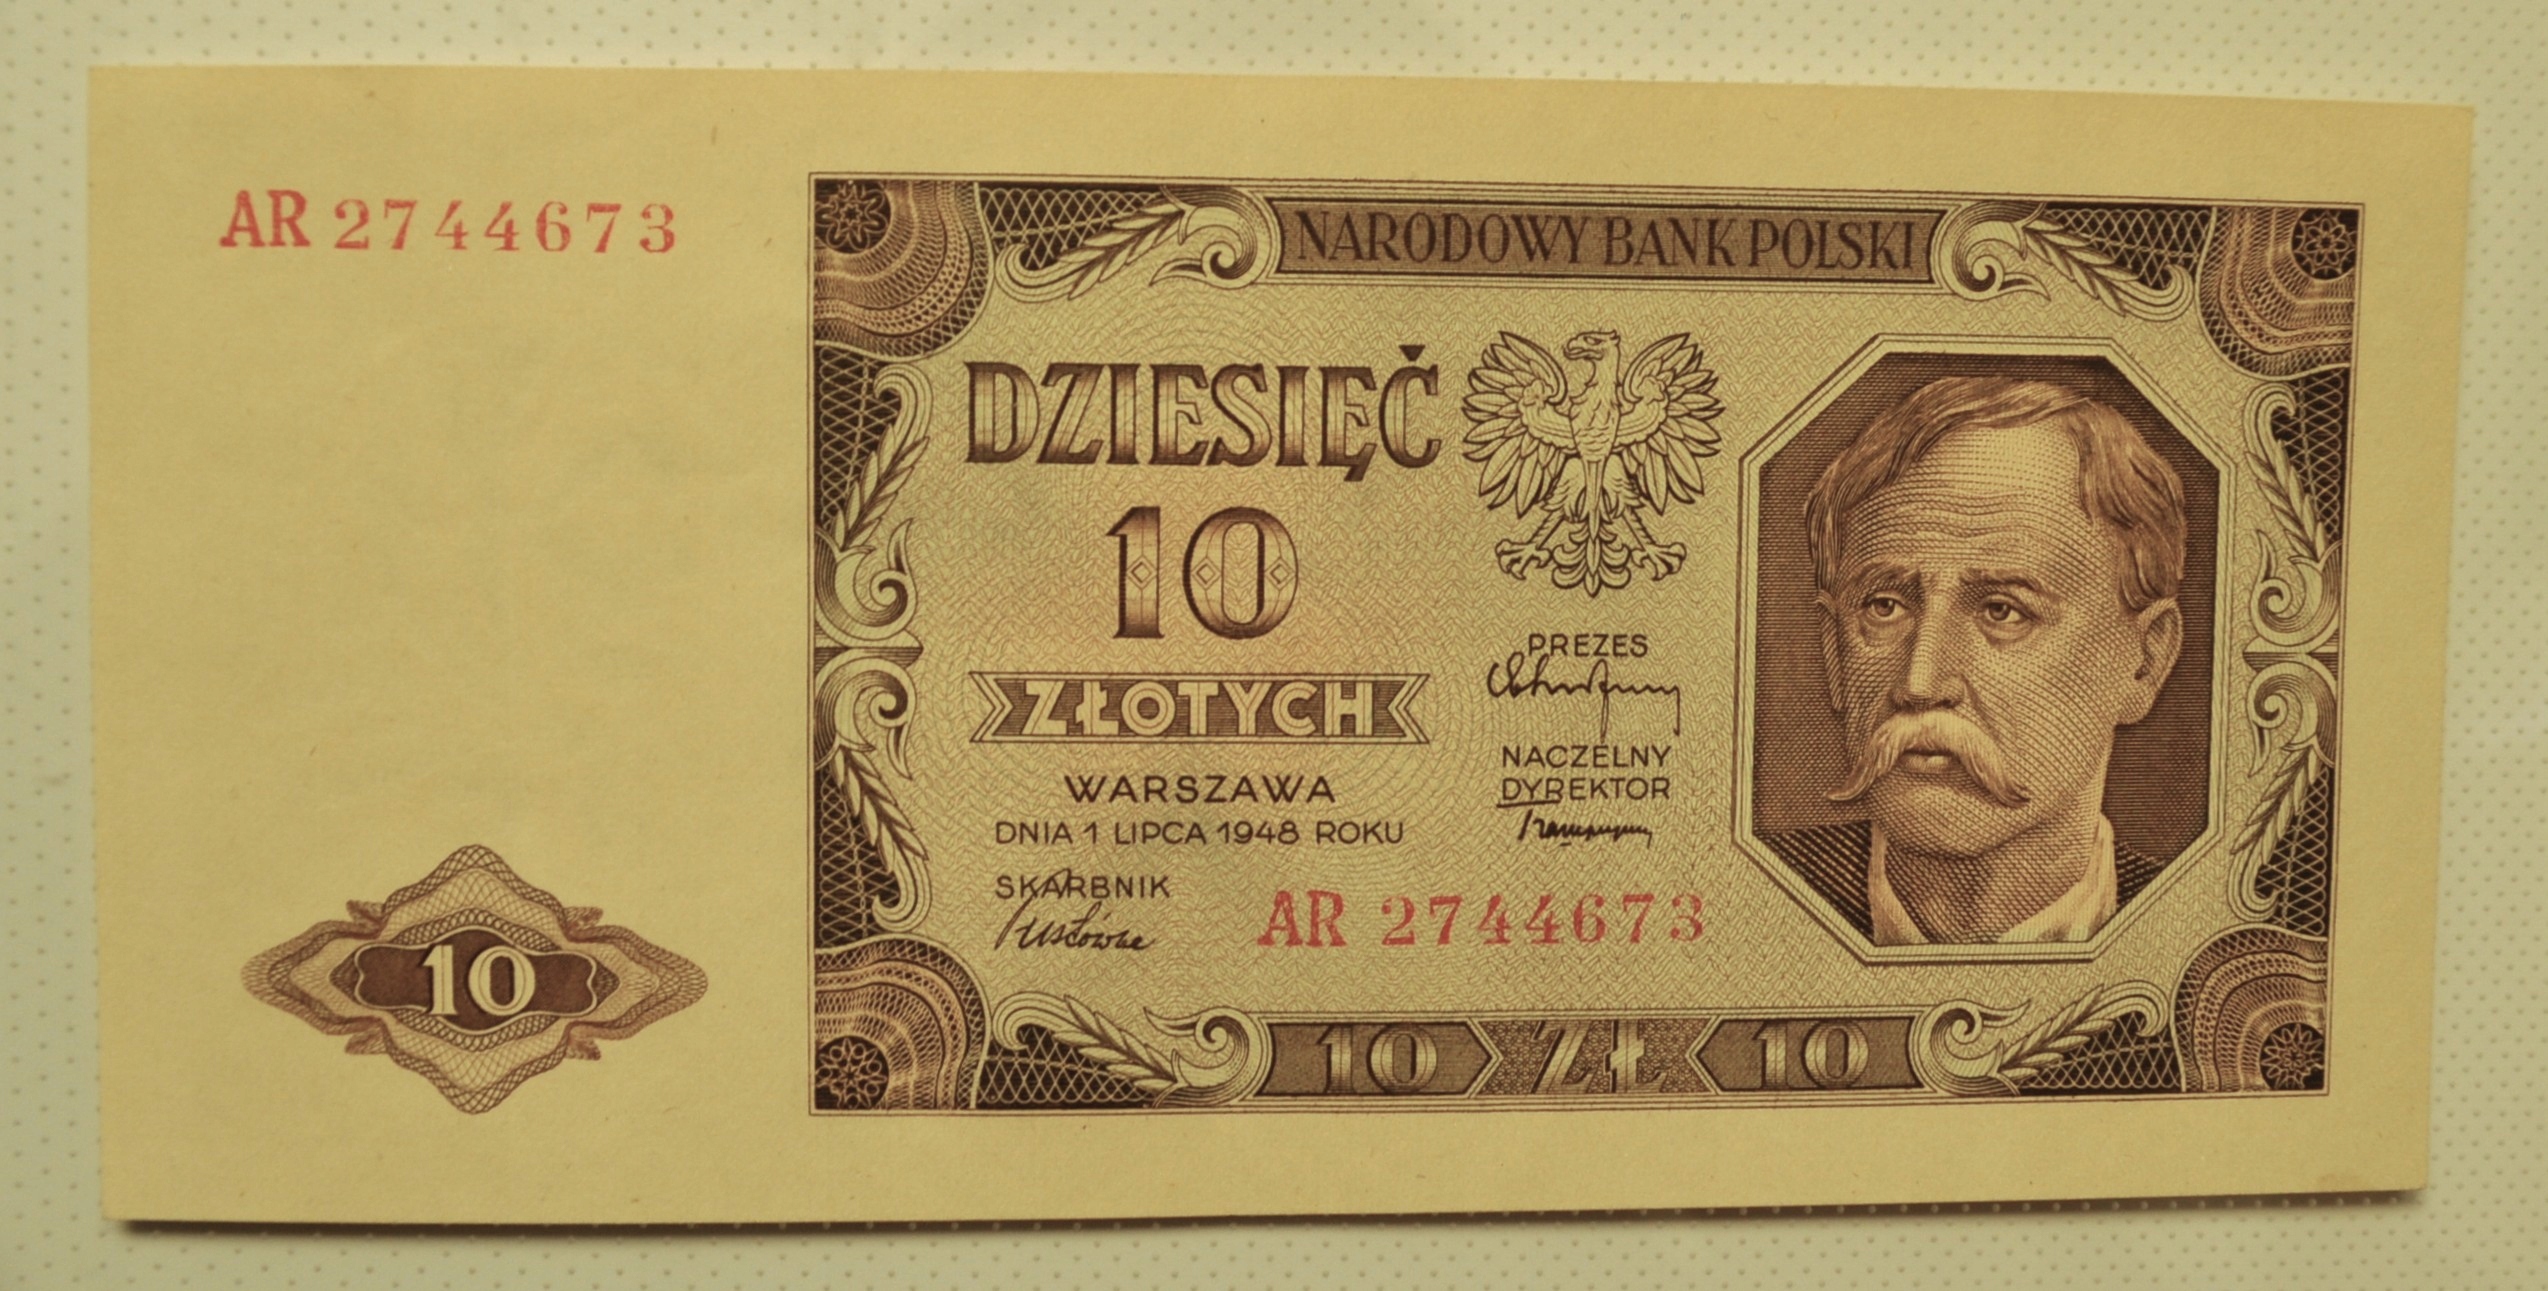 AR 2744673
NARODOWY BANK POLSKI
DZIESIĘĆ
10
ZŁOTYCH
WARSZAWA
DNIA 1 LIPCA 1948 ROKU
SKARBNIK
PREZES
NACZELNY
DYREKTOR
AR 2744673
10
10 ZŁ 10